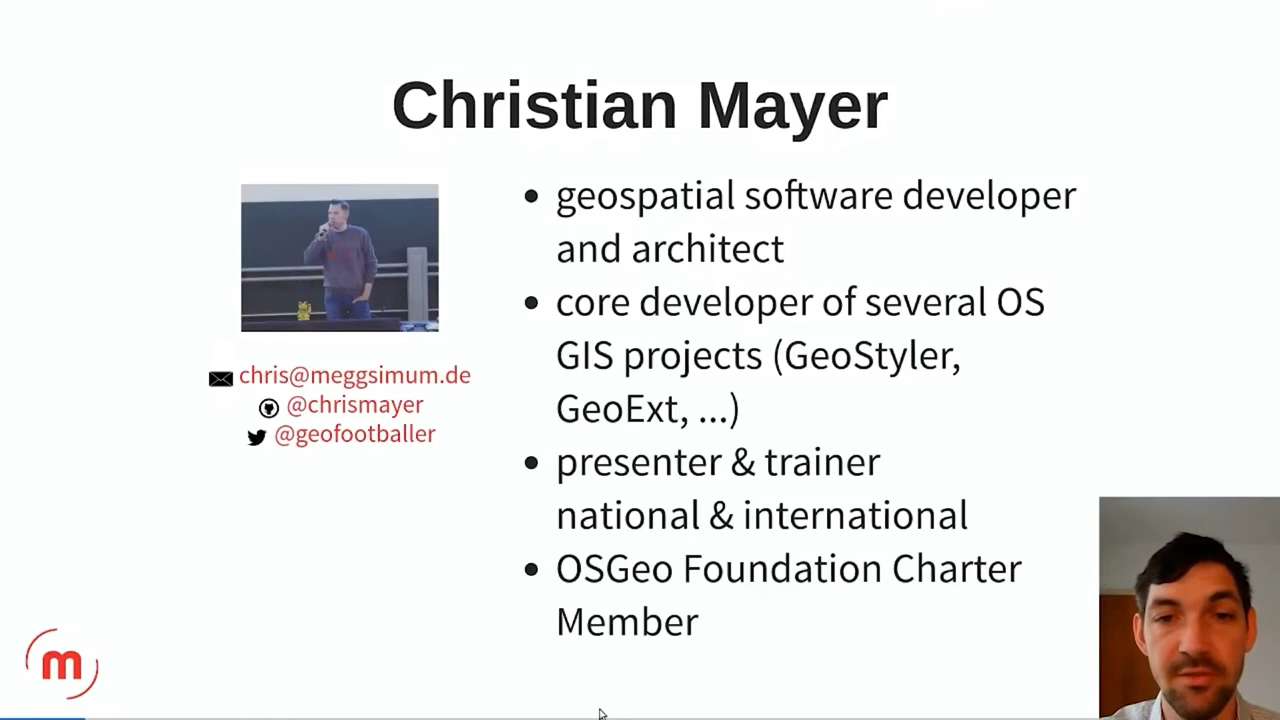 Christian Mayer
chris@meggsimum.de
@chrismayer
@geofootballer
• geospatial software developer
and architect
• core developer of several OS
GIS projects (GeoStyler,
GeoExt, ...)
• presenter & trainer
national & international
• OSGeo Foundation Charter
Member
m